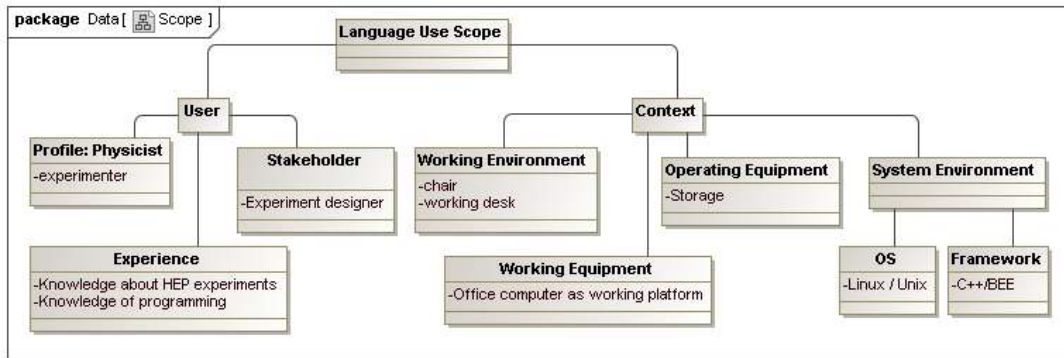 package Data[ Scope ]
Language Use Scope
User
Context
Profile: Physicist
-experimenter
Stakeholder
-Experiment designer
Working Environment
-chair
-working desk
Operating Equipment
-Storage
System Environment
Experience
-Knowledge about HEP experiments
-Knowledge of programming
Working Equipment
-Office computer as working platform
OS
-Linux / Unix
Framework
-C++/BEE